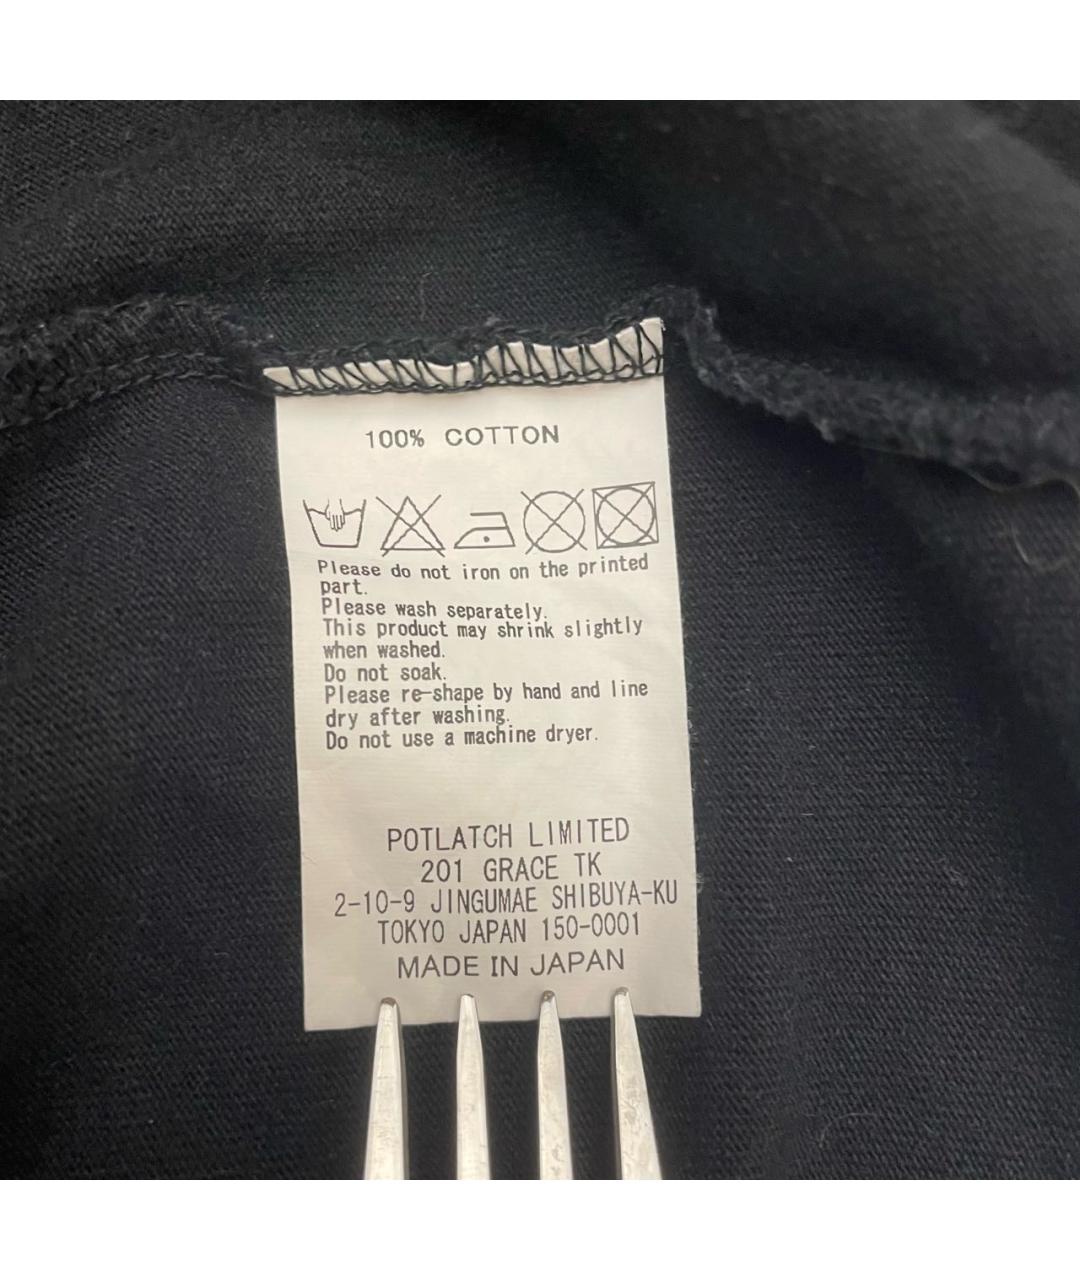 100% COTTON
Please do not iron on the printed
part.
Please wash separately.
This product may shrink slightly
when washed.
Do not soak.
Please re-shape by hand and line
dry after washing.
Do not use a machine dryer.
POTLATCH LIMITED
201 GRACE TK
2-10-9 JINGUMAE SHIBUYA-KU
TOKYO JAPAN 150-0001
MADE IN JAPAN